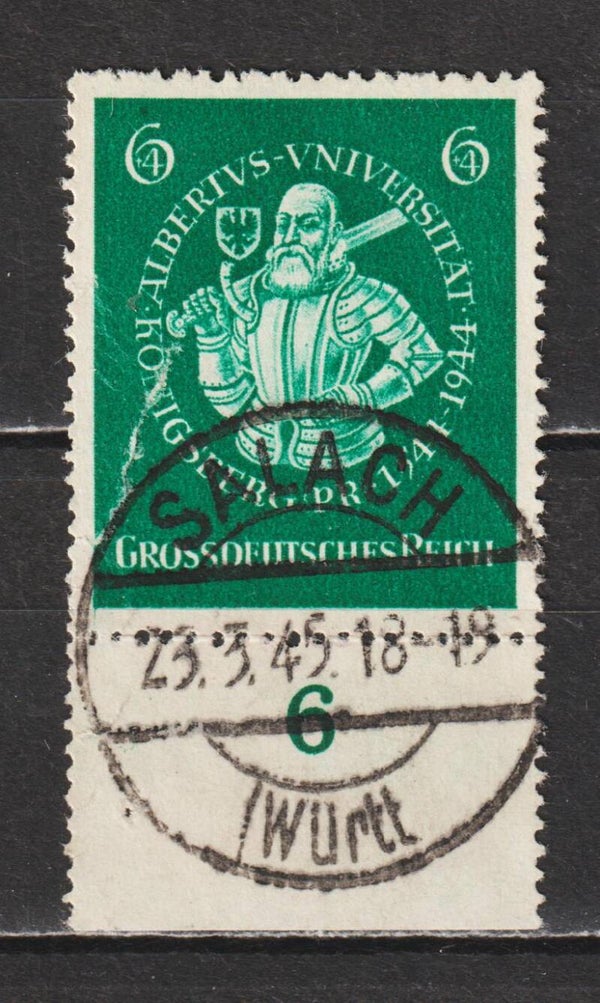 6+4 6+4
ALBERTVS-VNIVERSITÄT·
KÖNIGSBERG·PR·1544-1944·
SALACH
GROSSDEUTSCHES REICH
23.3.45.18-19
6
(Württ